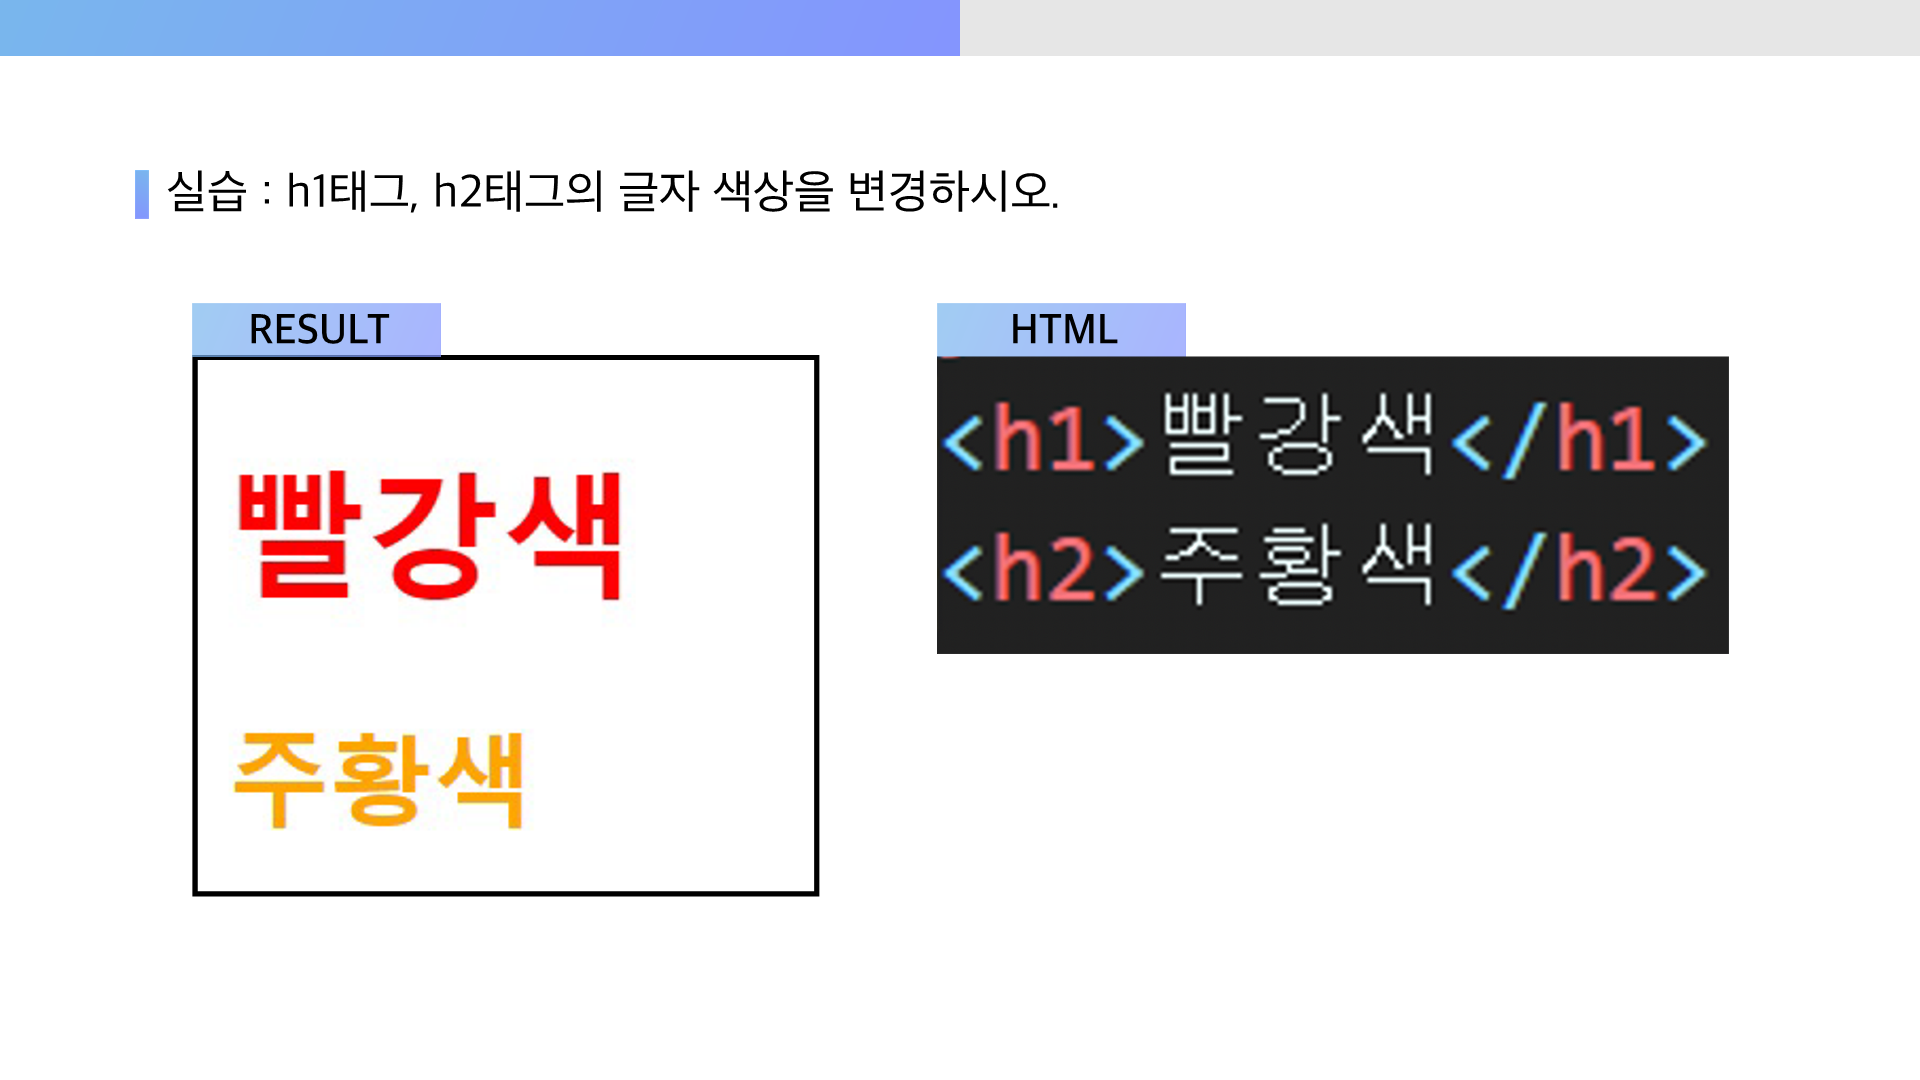 실습 : h1태그, h2태그의 글자 색상을 변경하시오.
RESULT
빨강색
주황색
HTML
<h1>빨강색</h1>
<h2>주황색</h2>